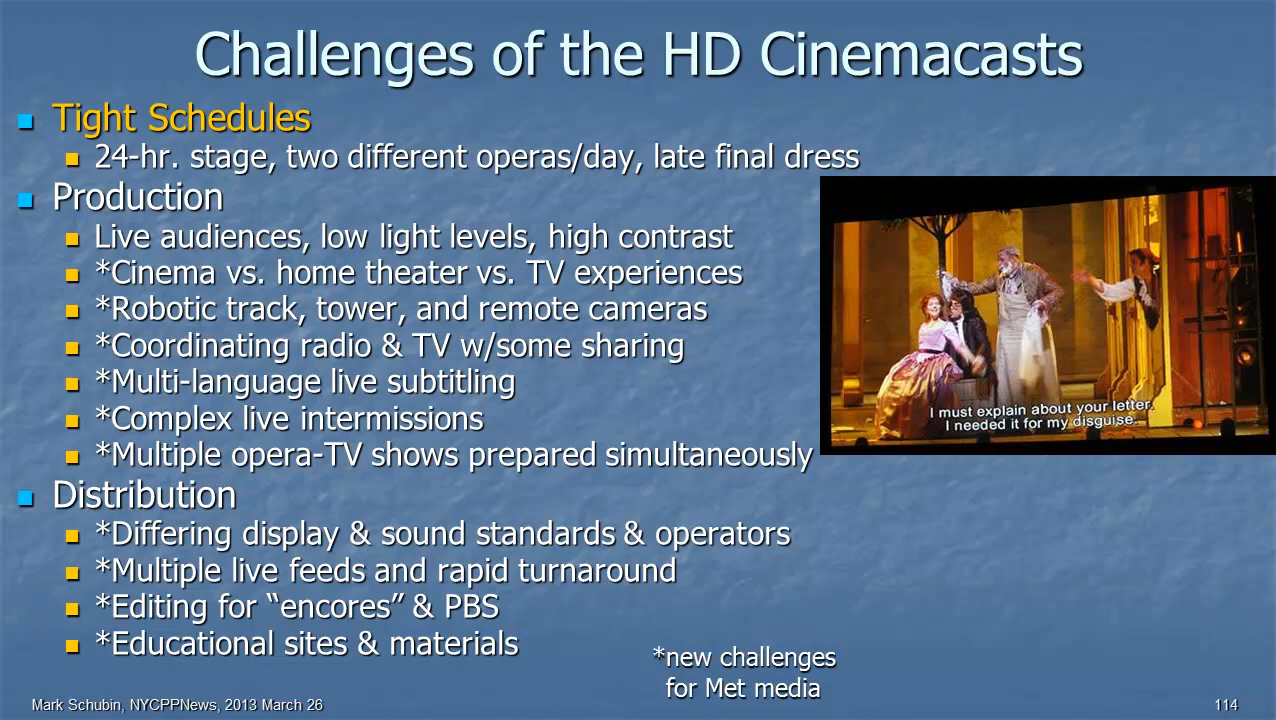 Challenges of the HD Cinemacasts
Tight Schedules
24-hr. stage, two different operas/day, late final dress
Production
Live audiences, low light levels, high contrast
*Cinema vs. home theater vs. TV experiences
*Robotic track, tower, and remote cameras
*Coordinating radio & TV w/some sharing
*Multi-language live subtitling
*Complex live intermissions
*Multiple opera-TV shows prepared simultaneously
I must explain about your letter.
I needed it for my disguise.
Distribution
*Differing display & sound standards & operators
*Multiple live feeds and rapid turnaround
*Editing for “encores” & PBS
*Educational sites & materials
*new challenges
for Met media
Mark Schubin, NYCPPNews, 2013 March 26
114